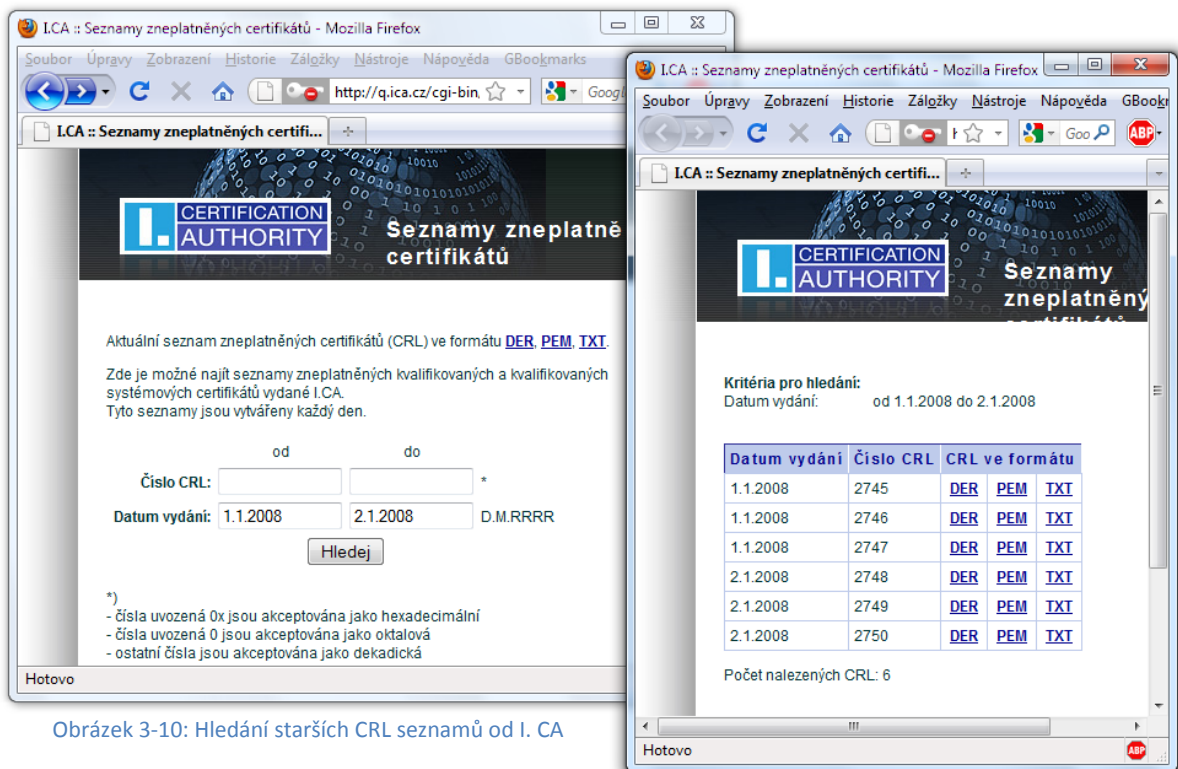 I.CA :: Seznamy zneplatněných certifikátů - Mozilla Firefox
Soubor Úpravy Zobrazení Historie Záložky Nástroje Nápověda GBookmarks
http://q.ica.cz/cgi-bin
I.CA :: Seznamy zneplatněných certifi...
I. CERTIFICATION
AUTHORITY
Seznamy zneplatně
certifikátů
Aktuální seznam zneplatněných certifikátů (CRL) ve formátu DER, PEM, TXT.
Zde je možné najít seznamy zneplatněných kvalifikovaných a kvalifikovaných
systémových certifikátů vydané I.CA.
Tyto seznamy jsou vytvářeny každý den.
od do
Číslo CRL: *
Datum vydání: 1.1.2008 2.1.2008 D.M.RRRR
Hledej
*)
- čísla uvozená 0x jsou akceptována jako hexadecimální
- čísla uvozená 0 jsou akceptována jako oktalová
- ostatní čísla jsou akceptována jako dekadická
Hotovo
Obrázek 3-10: Hledání starších CRL seznamů od I. CA
I.CA :: Seznamy zneplatněných certifikátů - Mozilla Firefox
Soubor Úpravy Zobrazení Historie Záložky Nástroje Nápověda GBookr
Goo ABP
I.CA :: Seznamy zneplatněných certifi...
I. CERTIFICATION
AUTHORITY
Seznamy
zneplatněný
certifikátů
Kritéria pro hledání:
Datum vydání: od 1.1.2008 do 2.1.2008
Datum vydání Číslo CRL CRL ve formátu
1.1.2008 2745 DER PEM TXT
1.1.2008 2746 DER PEM TXT
1.1.2008 2747 DER PEM TXT
2.1.2008 2748 DER PEM TXT
2.1.2008 2749 DER PEM TXT
2.1.2008 2750 DER PEM TXT
Počet nalezených CRL: 6
Hotovo
ABP